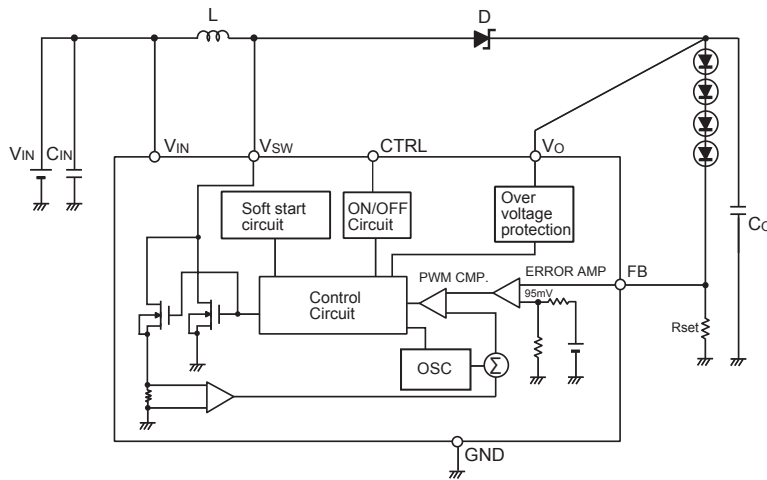 L
D
VIN
CIN
VIN
VSW
CTRL
VO
Soft start
circuit
ON/OFF
Circuit
Over
voltage
protection
CO
PWM CMP.
ERROR AMP
FB
95mV
Control
Circuit
Rset
OSC
Σ
GND